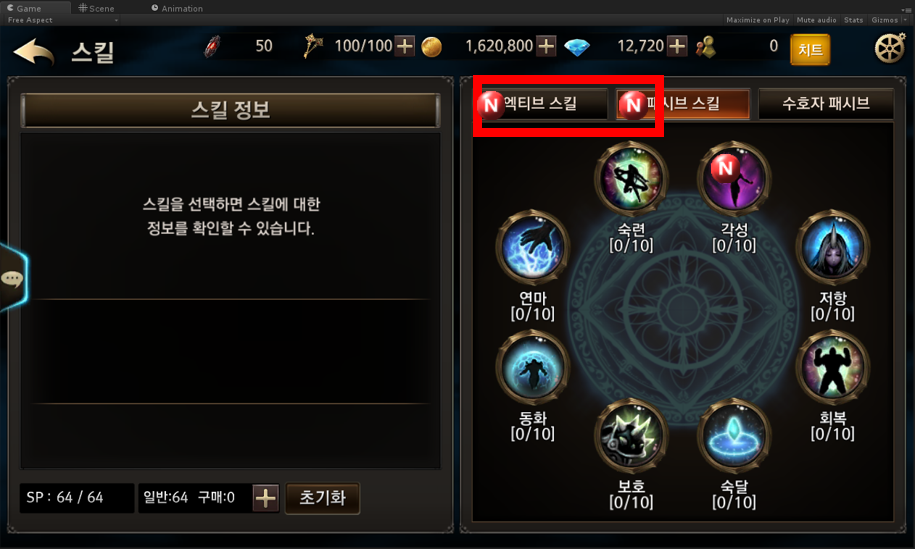 Game
Scene
Animation
Free Aspect
Maximize on Play
Mute audio
Stats
Gizmos
스킬
50
100/100
1,620,800
12,720
0
치트
스킬 정보
스킬을 선택하면 스킬에 대한
정보를 확인할 수 있습니다.
SP : 64 / 64
일반:64 구매:0
초기화
N
엑티브 스킬
N
패시브 스킬
수호자 패시브
숙련
[0/10]
N
각성
[0/10]
연마
[0/10]
저항
[0/10]
동화
[0/10]
회복
[0/10]
보호
[0/10]
숙달
[0/10]